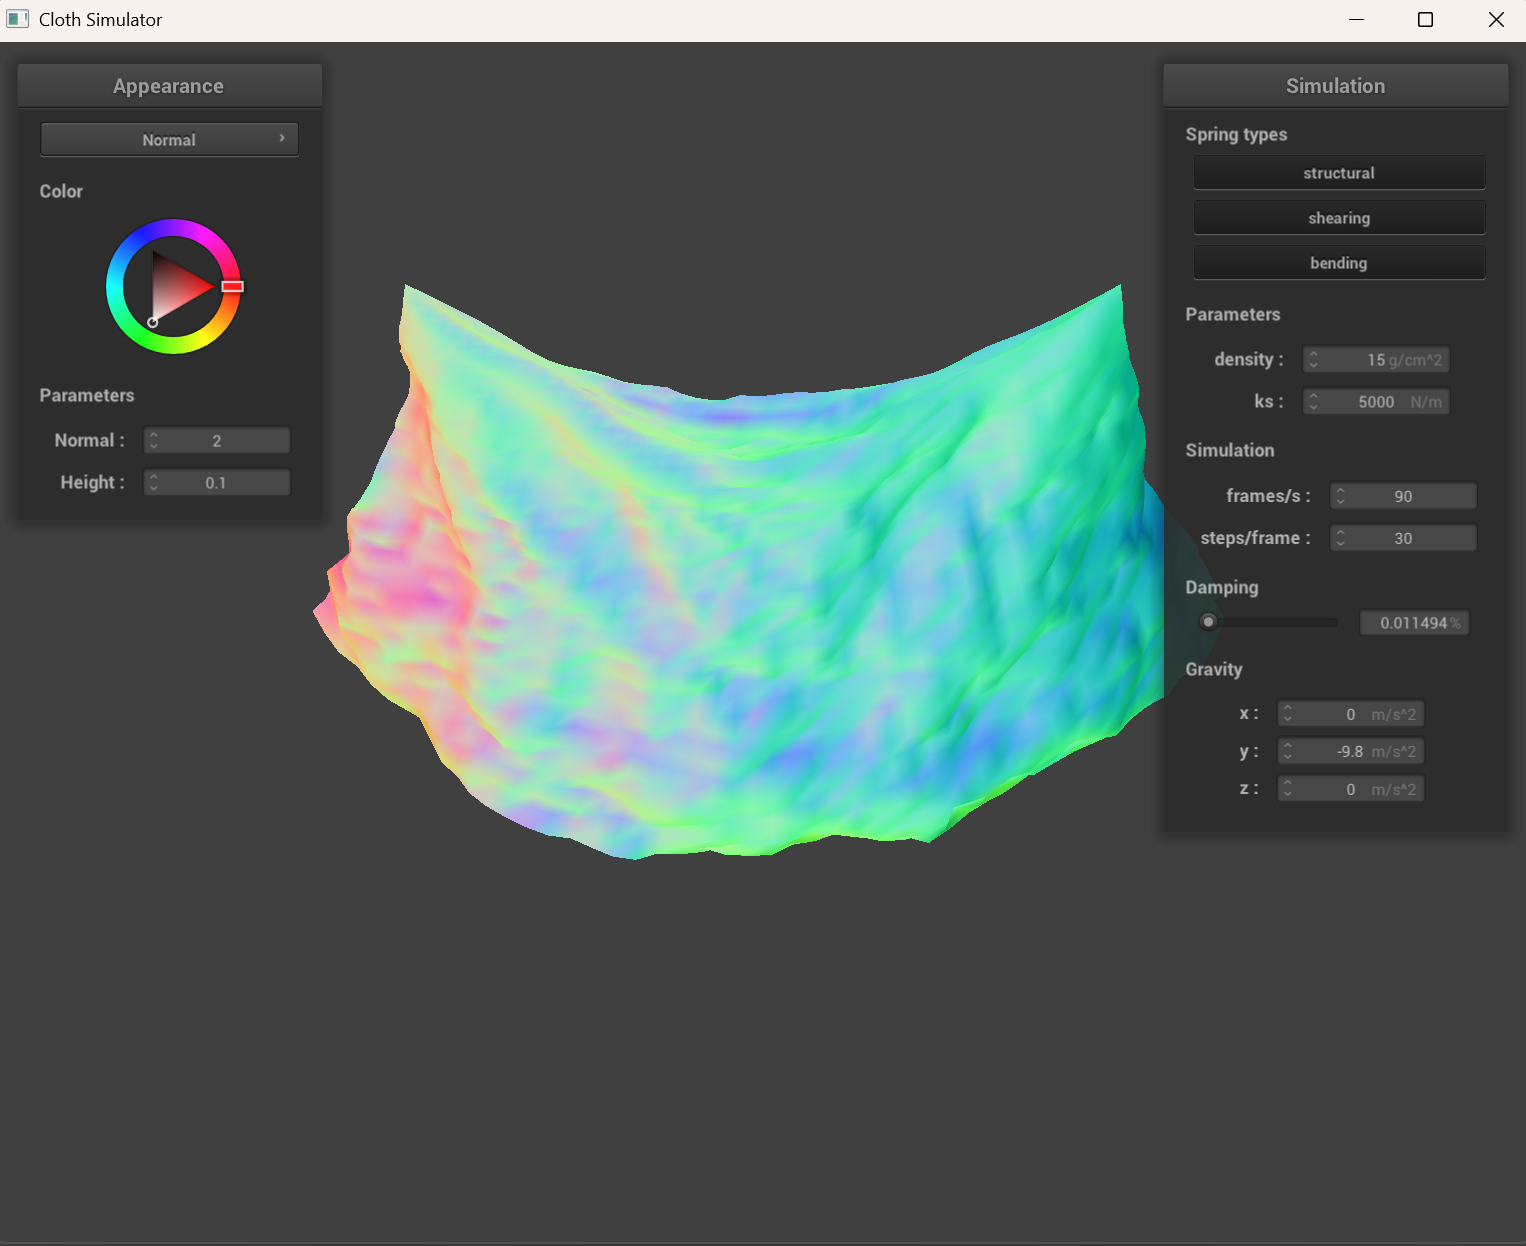 Cloth Simulator
Appearance
Normal
Color
Parameters
Normal : 2
Height : 0.1
Simulation
Spring types
structural
shearing
bending
Parameters
density : 15 g/cm^2
ks : 5000 N/m
Simulation
frames/s : 90
steps/frame : 30
Damping
0.011494 %
Gravity
x : 0 m/s^2
y : -9.8 m/s^2
z : 0 m/s^2